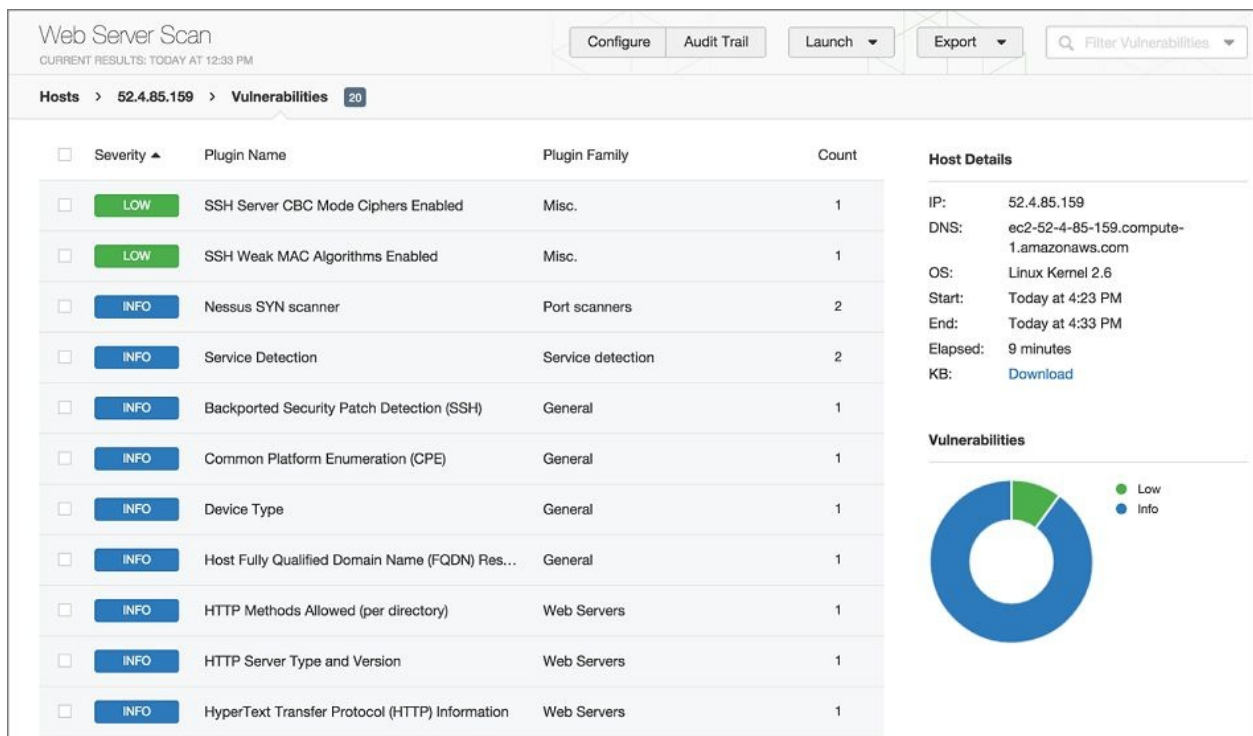 Web Server Scan
CURRENT RESULTS: TODAY AT 12:33 PM
Configure Audit Trail Launch Export Filter Vulnerabilities
Hosts > 52.4.85.159 > Vulnerabilities 20
Severity Plugin Name Plugin Family Count
LOW SSH Server CBC Mode Ciphers Enabled Misc. 1
LOW SSH Weak MAC Algorithms Enabled Misc. 1
INFO Nessus SYN scanner Port scanners 2
INFO Service Detection Service detection 2
INFO Backported Security Patch Detection (SSH) General 1
INFO Common Platform Enumeration (CPE) General 1
INFO Device Type General 1
INFO Host Fully Qualified Domain Name (FQDN) Res... General 1
INFO HTTP Methods Allowed (per directory) Web Servers 1
INFO HTTP Server Type and Version Web Servers 1
INFO HyperText Transfer Protocol (HTTP) Information Web Servers 1
Host Details
IP: 52.4.85.159
DNS: ec2-52-4-85-159.compute-
1.amazonaws.com
OS: Linux Kernel 2.6
Start: Today at 4:23 PM
End: Today at 4:33 PM
Elapsed: 9 minutes
KB: Download
Vulnerabilities
Low
Info